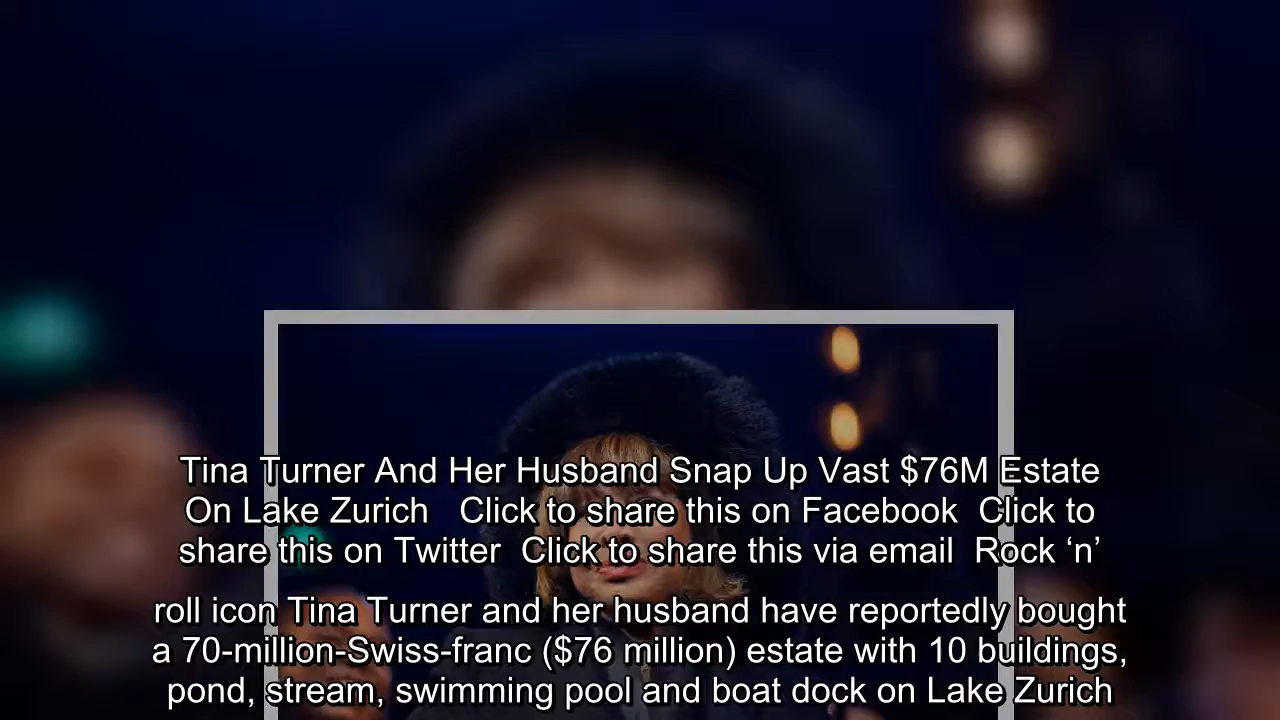 Tina Turner And Her Husband Snap Up Vast $76M Estate
On Lake Zurich   Click to share this on Facebook  Click to
share this on Twitter  Click to share this via email  Rock ‘n’
roll icon Tina Turner and her husband have reportedly bought
a 70-million-Swiss-franc ($76 million) estate with 10 buildings,
pond, stream, swimming pool and boat dock on Lake Zurich